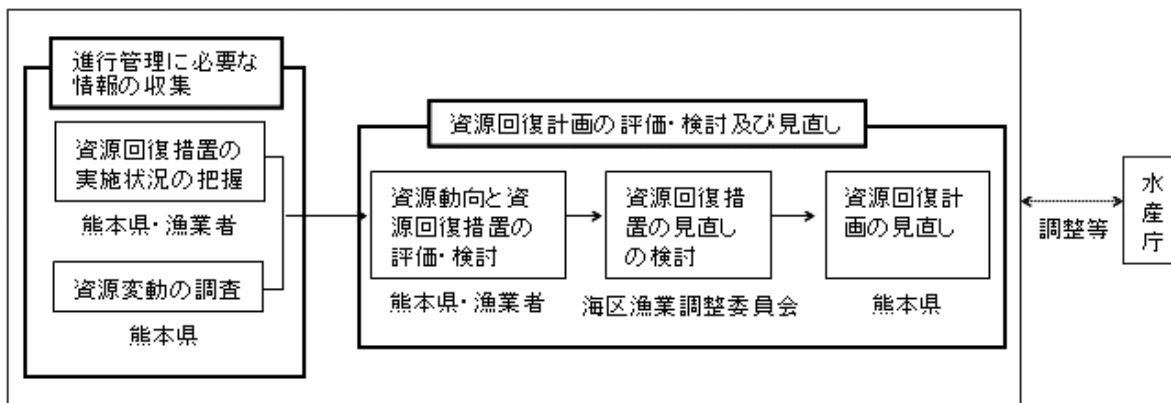 進行管理に必要な
情報の収集
資源回復措置の
実施状況の把握
熊本県・漁業者
資源変動の調査
熊本県
資源回復計画の評価・検討及び見直し
資源動向と資
源回復措置の
評価・検討
熊本県・漁業者
資源回復措
置の見直し
の検討
海区漁業調整委員会
資源回復計
画の見直し
熊本県
調整等
水
産
庁